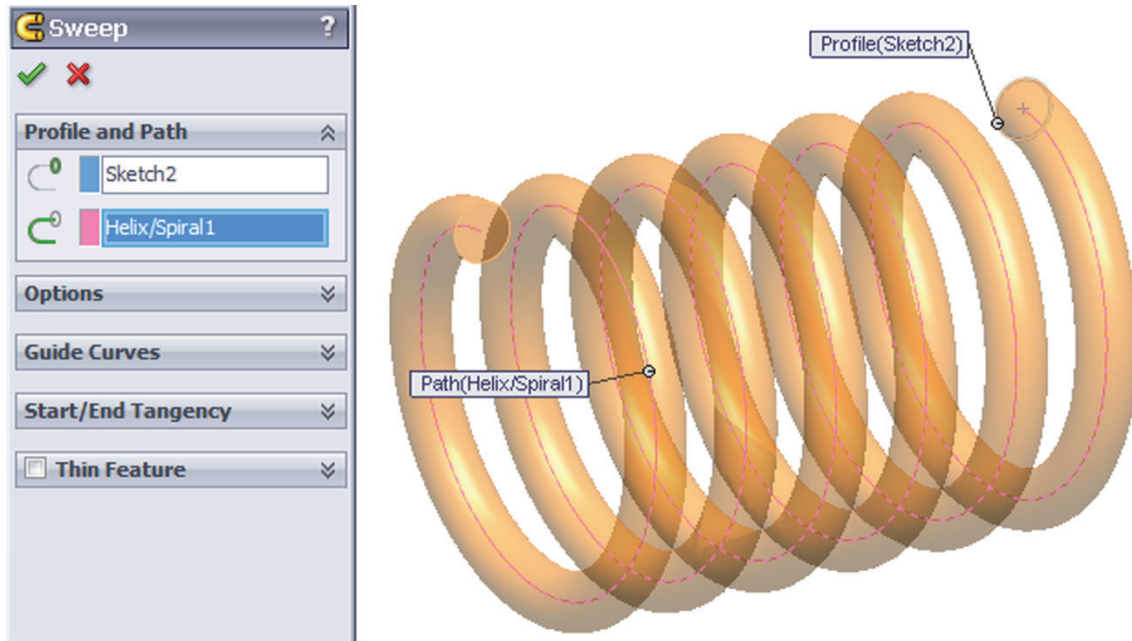 Sweep ?
Profile and Path
Sketch2
Helix/Spiral1
Options
Guide Curves
Start/End Tangency
Thin Feature
Profile(Sketch2)
Path(Helix/Spiral1)